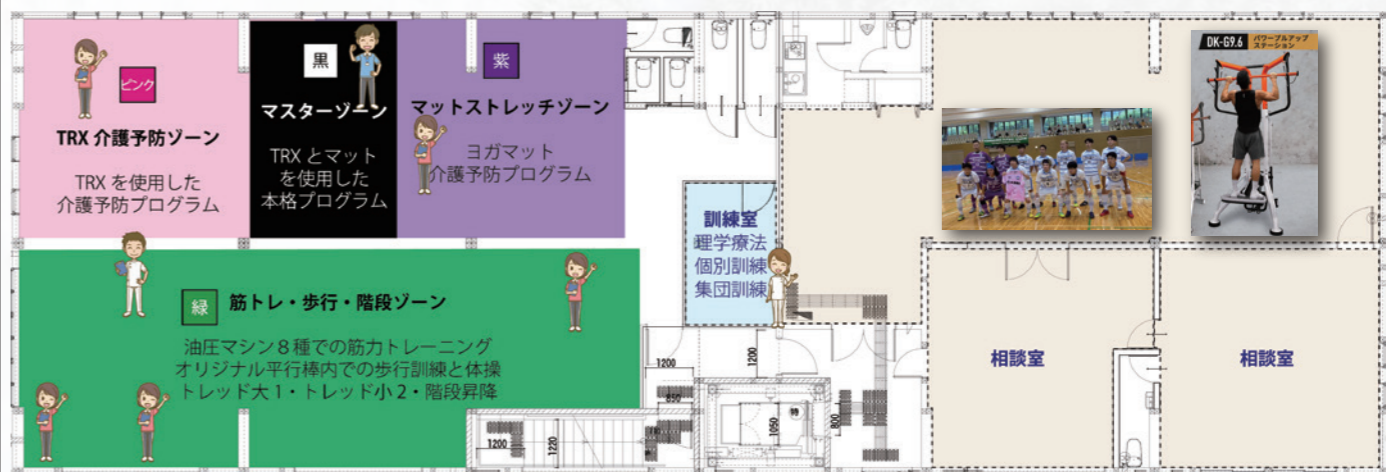 ピンク
TRX 介護予防ゾーン
TRX を使用した
介護予防プログラム
黒
マスターゾーン
TRX とマット
を使用した
本格プログラム
紫
マットストレッチゾーン
ヨガマット
介護予防プログラム
DK-G9.6
パワープルアップ
ステーション
訓練室
理学療法
個別訓練
集団訓練
緑
筋トレ・歩行・階段ゾーン
油圧マシン８種での筋力トレーニング
オリジナル平行棒内での歩行訓練と体操
トレッド大 1・トレッド小 2・階段昇降
相談室
相談室
1200
1200
850
1200
1220
1050
特
800